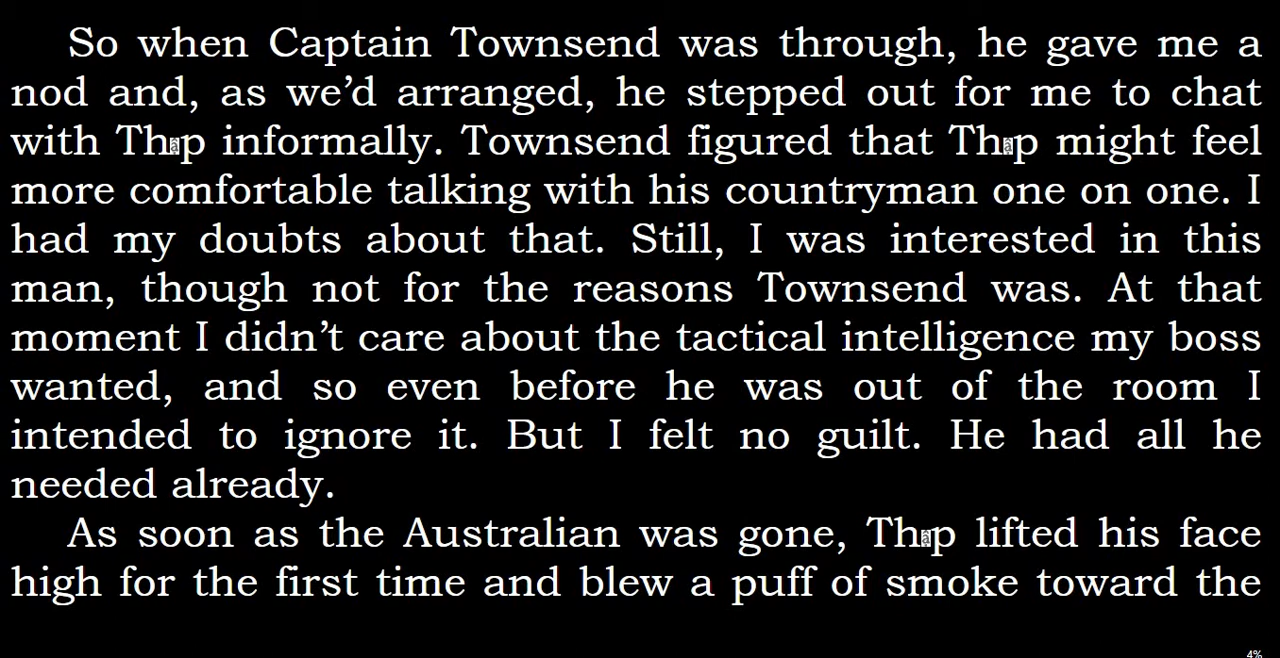 So when Captain Townsend was through, he gave me a
nod and, as we’d arranged, he stepped out for me to chat
with Thập informally. Townsend figured that Thập might feel
more comfortable talking with his countryman one on one. I
had my doubts about that. Still, I was interested in this
man, though not for the reasons Townsend was. At that
moment I didn’t care about the tactical intelligence my boss
wanted, and so even before he was out of the room I
intended to ignore it. But I felt no guilt. He had all he
needed already.
As soon as the Australian was gone, Thập lifted his face
high for the first time and blew a puff of smoke toward the
4%